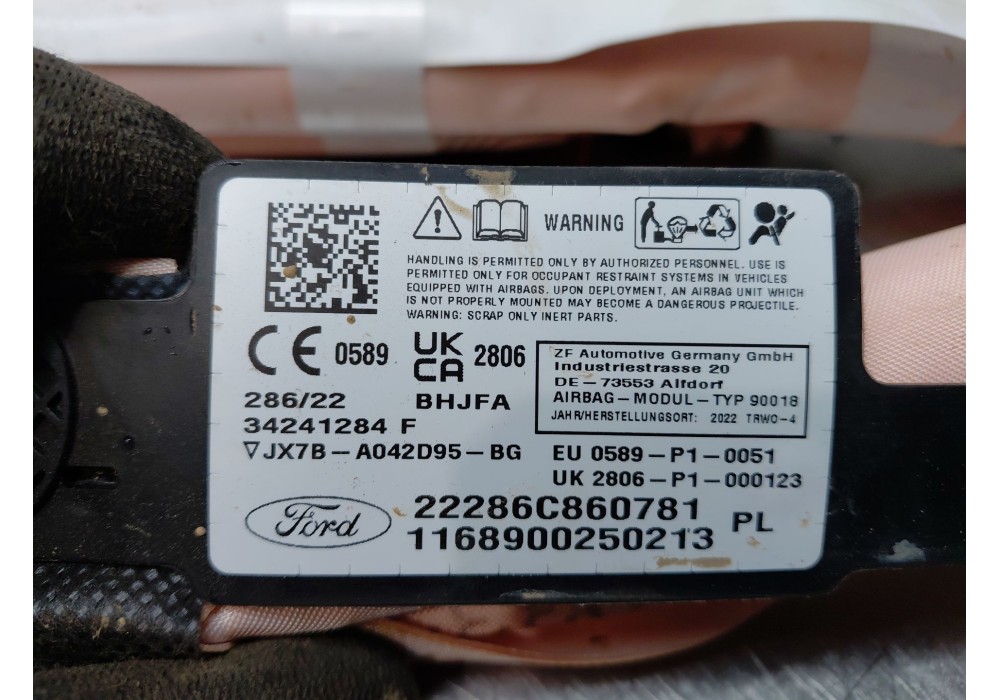 WARNING
HANDLING IS PERMITTED ONLY BY AUTHORIZED PERSONNEL. USE IS
PERMITTED ONLY FOR OCCUPANT RESTRAINT SYSTEMS IN VEHICLES
EQUIPPED WITH AIRBAGS. UPON DEPLOYMENT, AN AIRBAG UNIT WHICH
IS NOT PROPERLY MOUNTED MAY BECOME A DANGEROUS PROJECTILE.
WARNING: SCRAP ONLY INERT PARTS.
CE 0589
UK
CA
2806
ZF Automotive Germany GmbH
Industriestrasse 20
DE-73553 Alfdorf
AIRBAG-MODUL-TYP 90018
JAHR/HERSTELLUNGSORT: 2022 TRWO-4
286/22
BHJFA
34241284 F
▽JX7B-A042D95-BG
EU 0589-P1-0051
UK 2806-P1-000123
Ford
22286C860781
1168900250213
PL